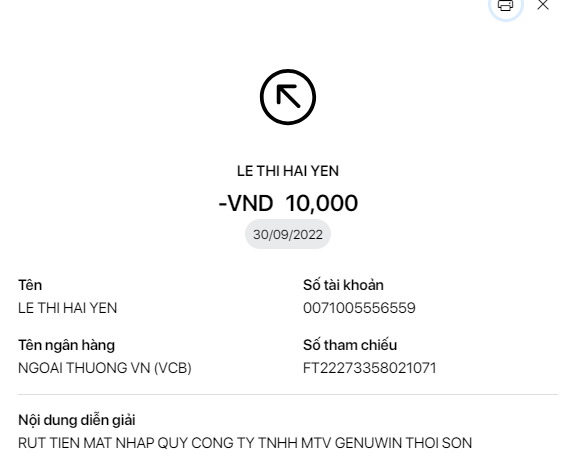 LE THI HAI YEN
-VND 10,000
30/09/2022
Tên
Số tài khoản
LE THI HAI YEN
0071005556559
Tên ngân hàng
Số tham chiếu
NGOAI THUONG VN (VCB)
FT22273358021071
Nội dung diễn giải
RUT TIEN MAT NHAP QUY CONG TY TNHH MTV GENUWIN THOI SON